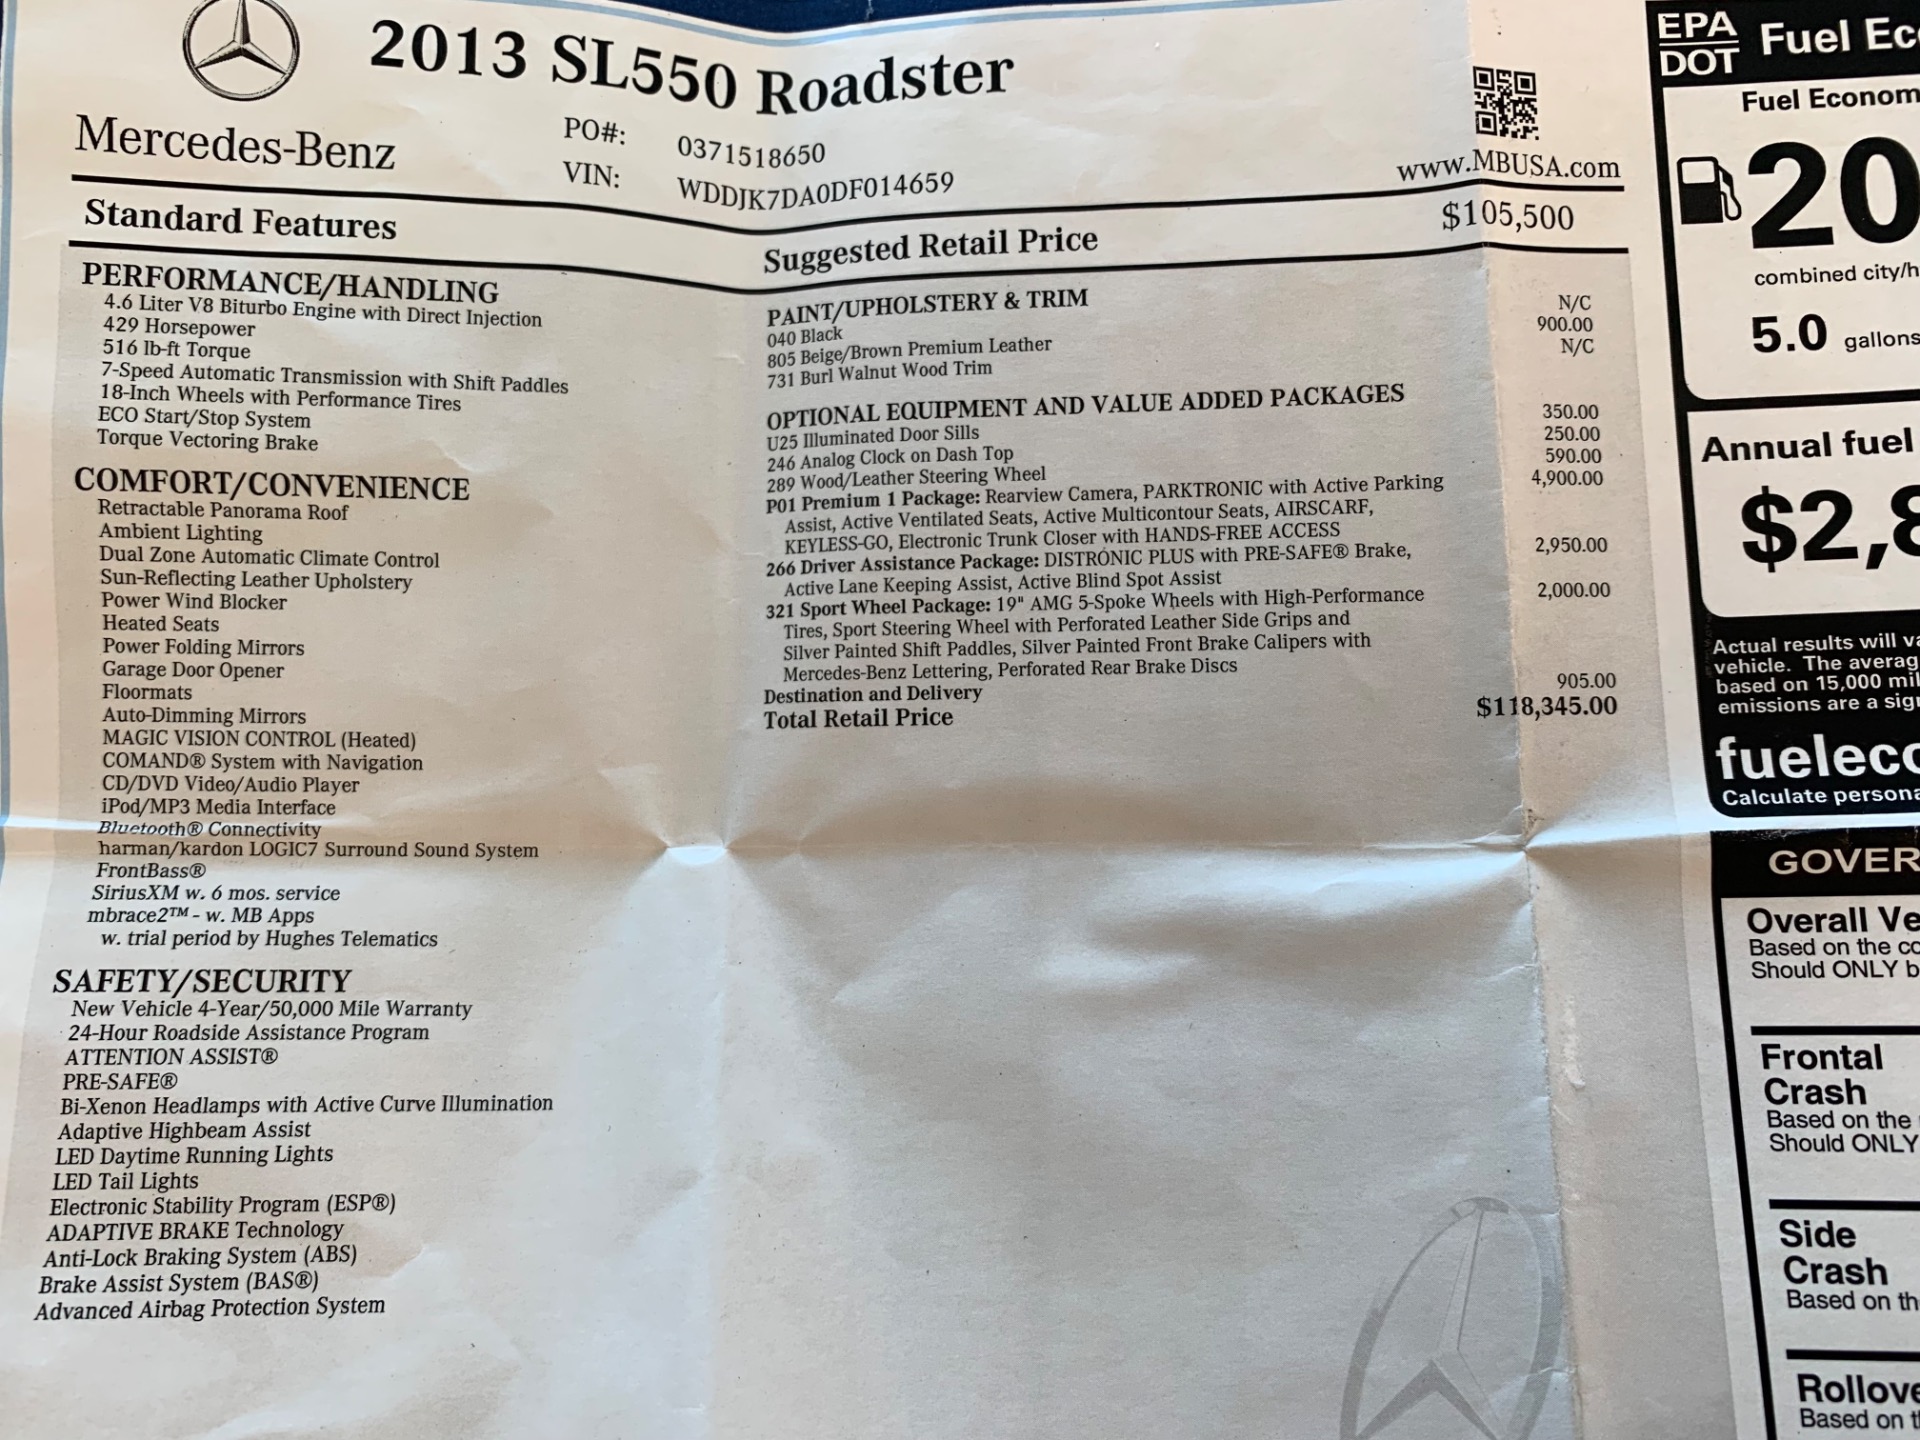 2013 SL550 Roadster
Mercedes-Benz
PO#: 0371518650
VIN: WDDJK7DA0DF014659
www.MBUSA.com
Standard Features
PERFORMANCE/HANDLING
4.6 Liter V8 Biturbo Engine with Direct Injection
429 Horsepower
516 lb-ft Torque
7-Speed Automatic Transmission with Shift Paddles
18-Inch Wheels with Performance Tires
ECO Start/Stop System
Torque Vectoring Brake
COMFORT/CONVENIENCE
Retractable Panorama Roof
Ambient Lighting
Dual Zone Automatic Climate Control
Sun-Reflecting Leather Upholstery
Power Wind Blocker
Heated Seats
Power Folding Mirrors
Garage Door Opener
Floormats
Auto-Dimming Mirrors
MAGIC VISION CONTROL (Heated)
COMAND® System with Navigation
CD/DVD Video/Audio Player
iPod/MP3 Media Interface
Bluetooth® Connectivity
harman/kardon LOGIC7 Surround Sound System
FrontBass®
SiriusXM w. 6 mos. service
mbrace2™ - w. MB Apps
w. trial period by Hughes Telematics
SAFETY/SECURITY
New Vehicle 4-Year/50,000 Mile Warranty
24-Hour Roadside Assistance Program
ATTENTION ASSIST®
PRE-SAFE®
Bi-Xenon Headlamps with Active Curve Illumination
Adaptive Highbeam Assist
LED Daytime Running Lights
LED Tail Lights
Electronic Stability Program (ESP®)
ADAPTIVE BRAKE Technology
Anti-Lock Braking System (ABS)
Brake Assist System (BAS®)
Advanced Airbag Protection System
Suggested Retail Price $105,500
PAINT/UPHOLSTERY & TRIM
040 Black N/C
805 Beige/Brown Premium Leather 900.00
731 Burl Walnut Wood Trim N/C
OPTIONAL EQUIPMENT AND VALUE ADDED PACKAGES
U25 Illuminated Door Sills 350.00
246 Analog Clock on Dash Top 250.00
289 Wood/Leather Steering Wheel 590.00
P01 Premium 1 Package: Rearview Camera, PARKTRONIC with Active Parking 4,900.00
Assist, Active Ventilated Seats, Active Multicontour Seats, AIRSCARF,
KEYLESS-GO, Electronic Trunk Closer with HANDS-FREE ACCESS
266 Driver Assistance Package: DISTRONIC PLUS with PRE-SAFE® Brake, 2,950.00
Active Lane Keeping Assist, Active Blind Spot Assist
321 Sport Wheel Package: 19" AMG 5-Spoke Wheels with High-Performance 2,000.00
Tires, Sport Steering Wheel with Perforated Leather Side Grips and
Silver Painted Shift Paddles, Silver Painted Front Brake Calipers with
Mercedes-Benz Lettering, Perforated Rear Brake Discs
Destination and Delivery 905.00
Total Retail Price $118,345.00
EPA
DOT
Fuel Ec
Fuel Econom
20
combined city/h
5.0 gallons
Annual fuel
$2,8
Actual results will va
vehicle. The averag
based on 15,000 mil
emissions are a sig
fueleco
Calculate persona
GOVER
Overall Ve
Based on the co
Should ONLY b
Frontal
Crash
Based on the
Should ONLY
Side
Crash
Based on th
Rollove
Based on t